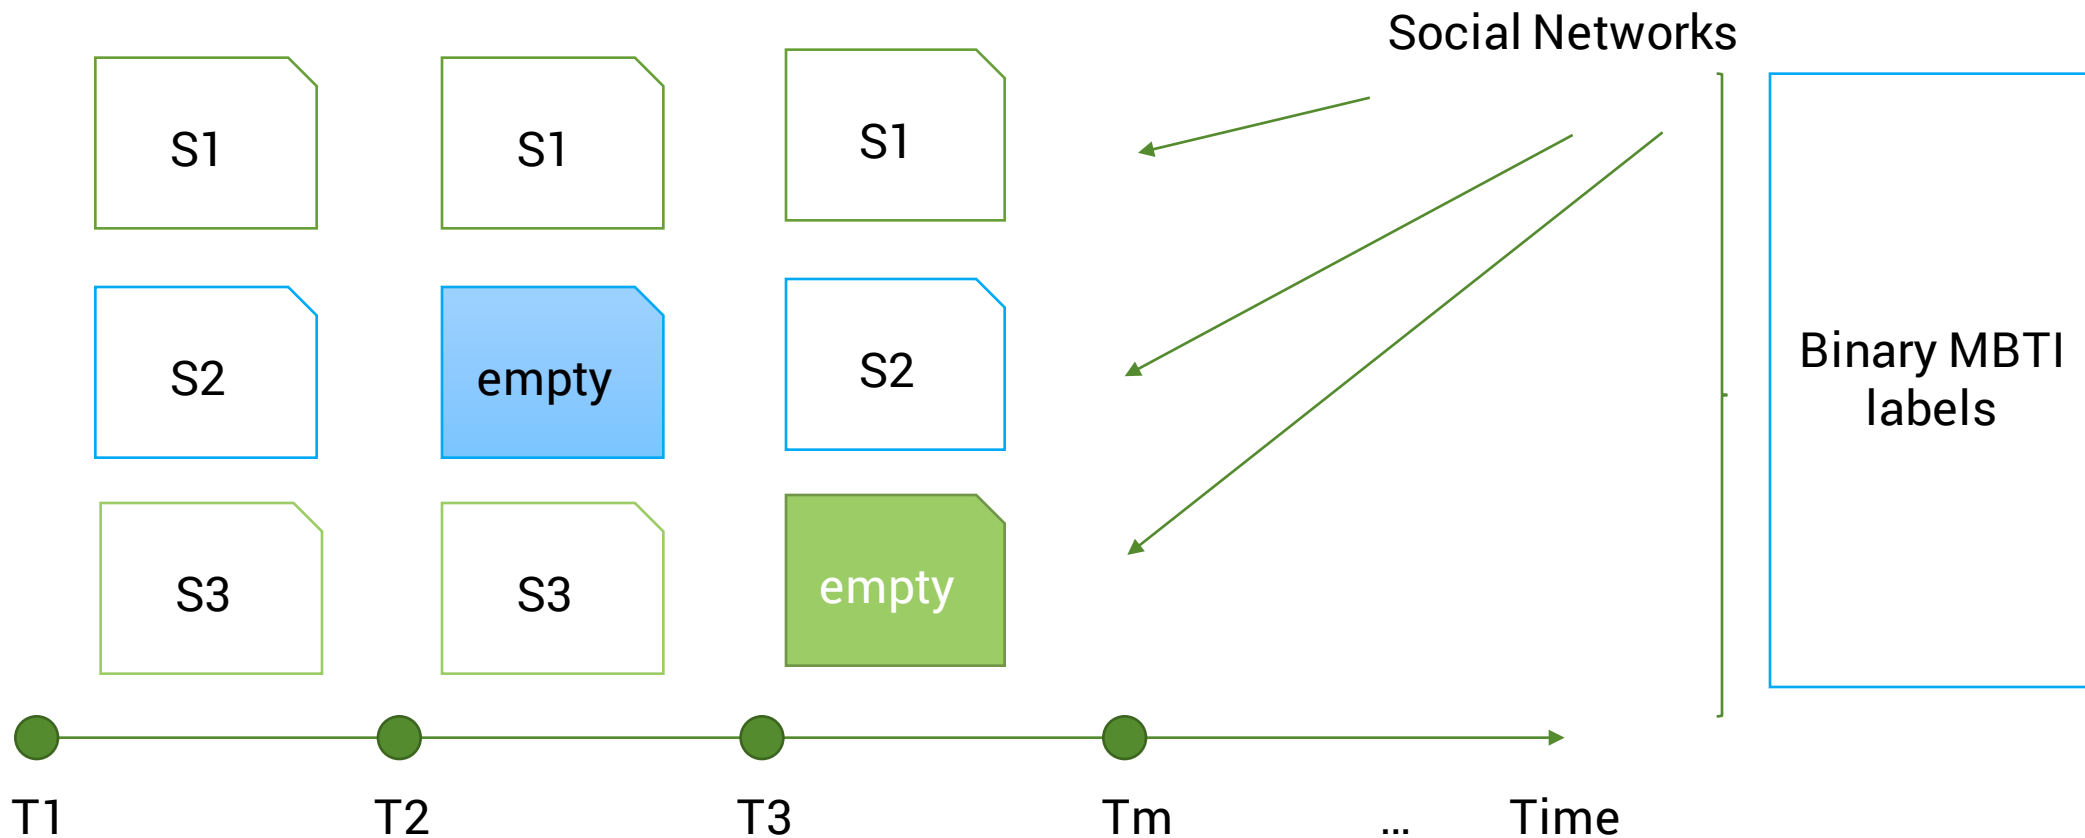 Social Networks
S1
S1
S1
S2
empty
S2
Binary MBTI
labels
S3
S3
empty
T1
T2
T3
Tm
...
Time